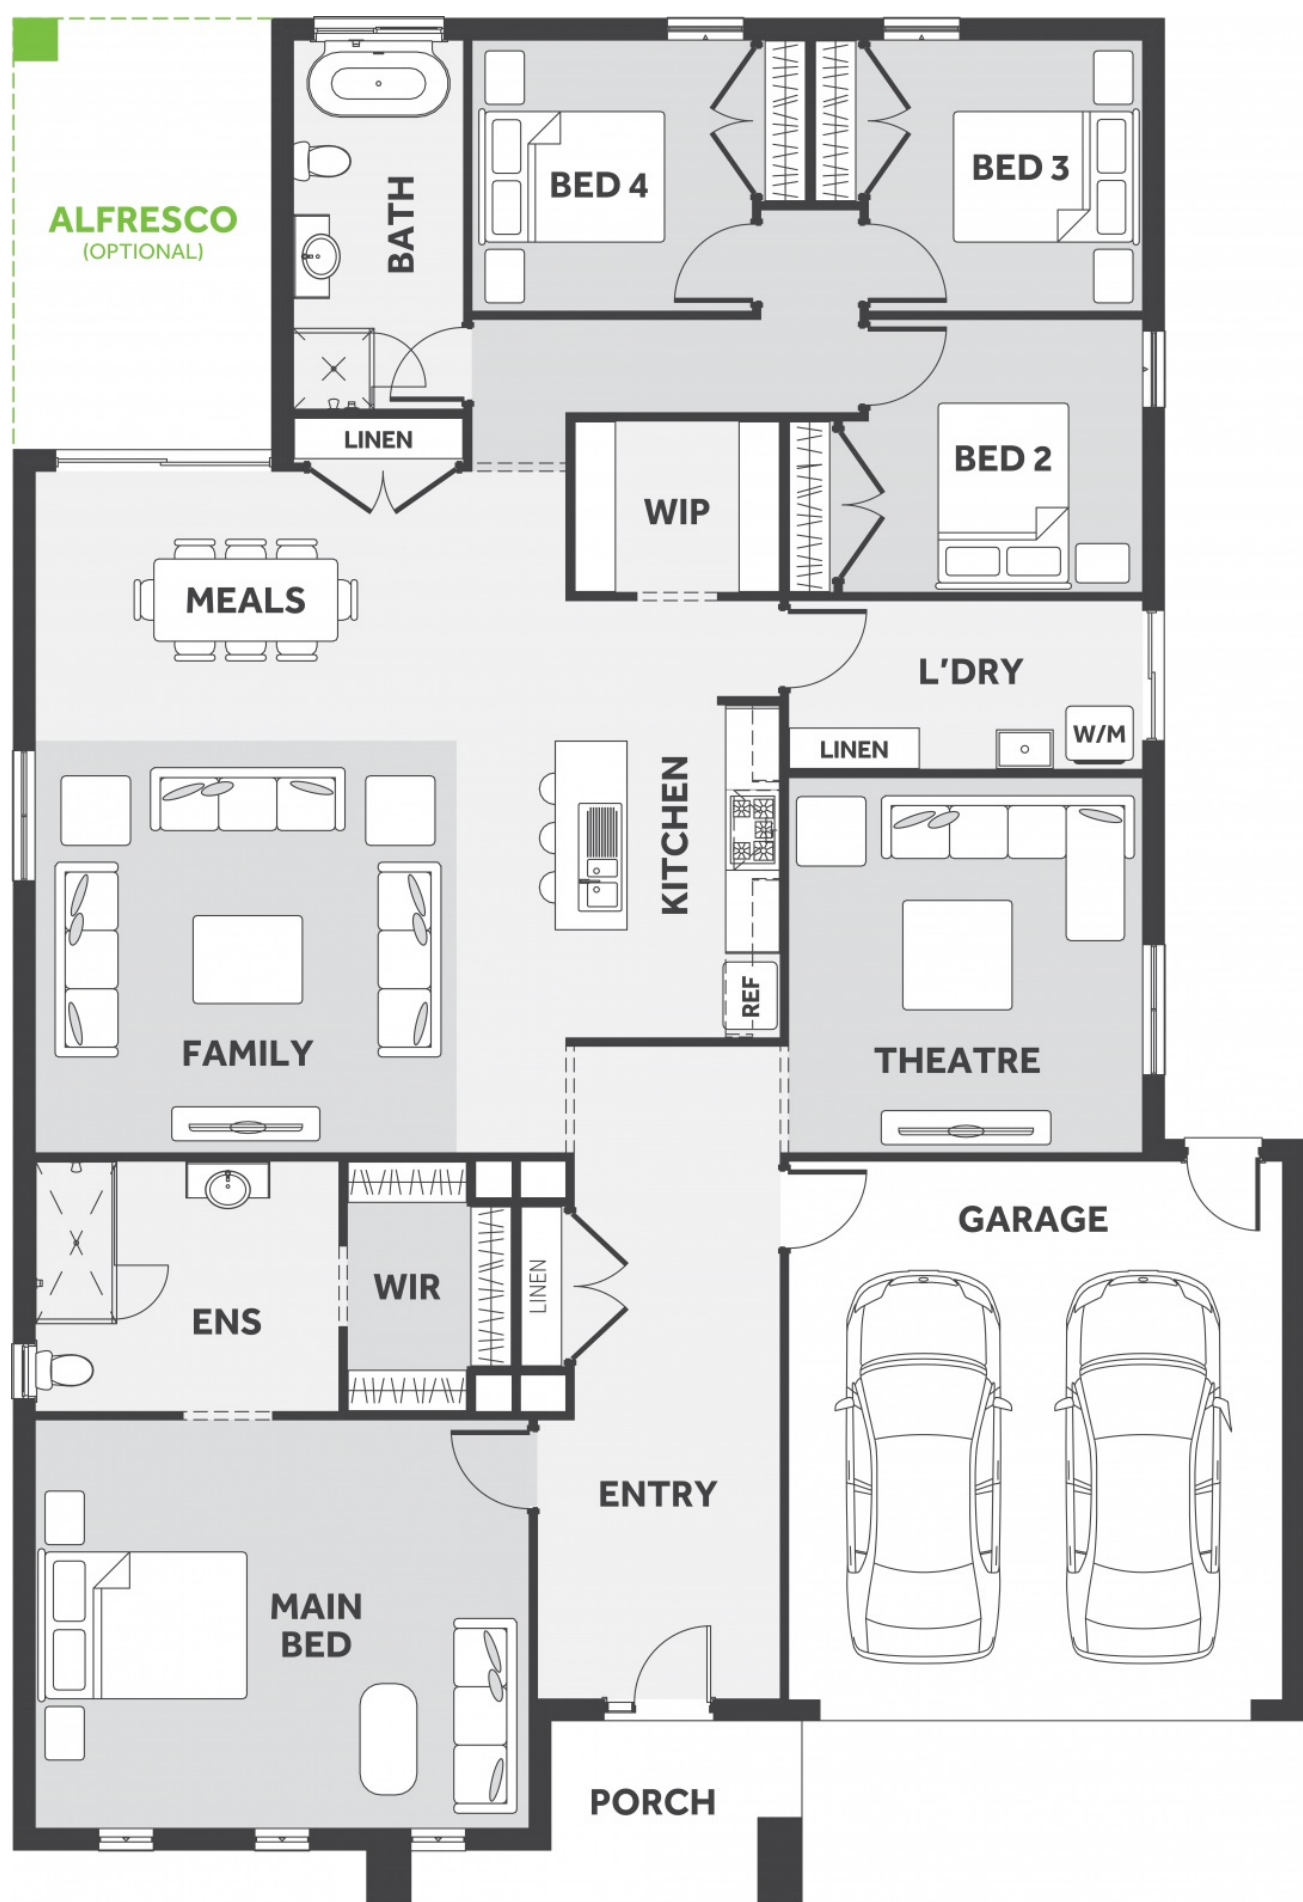 BED 3
BED 4
ALFRESCO
(OPTIONAL)
BATH
LINEN
BED 2
WIP
MEALS
L'DRY
W/M
LINEN
KITCHEN
REF
FAMILY
THEATRE
GARAGE
WIR
LINEN
ENS
ENTRY
MAIN
BED
PORCH